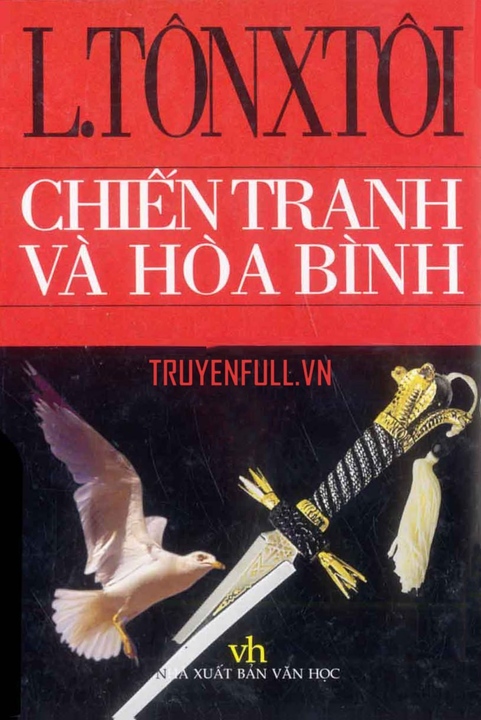 L.TÔNXTÔI
CHIẾN TRANH
VÀ HÒA BÌNH
TRUYENFULL.VN
vh
NHÀ XUẤT BẢN VĂN HỌC